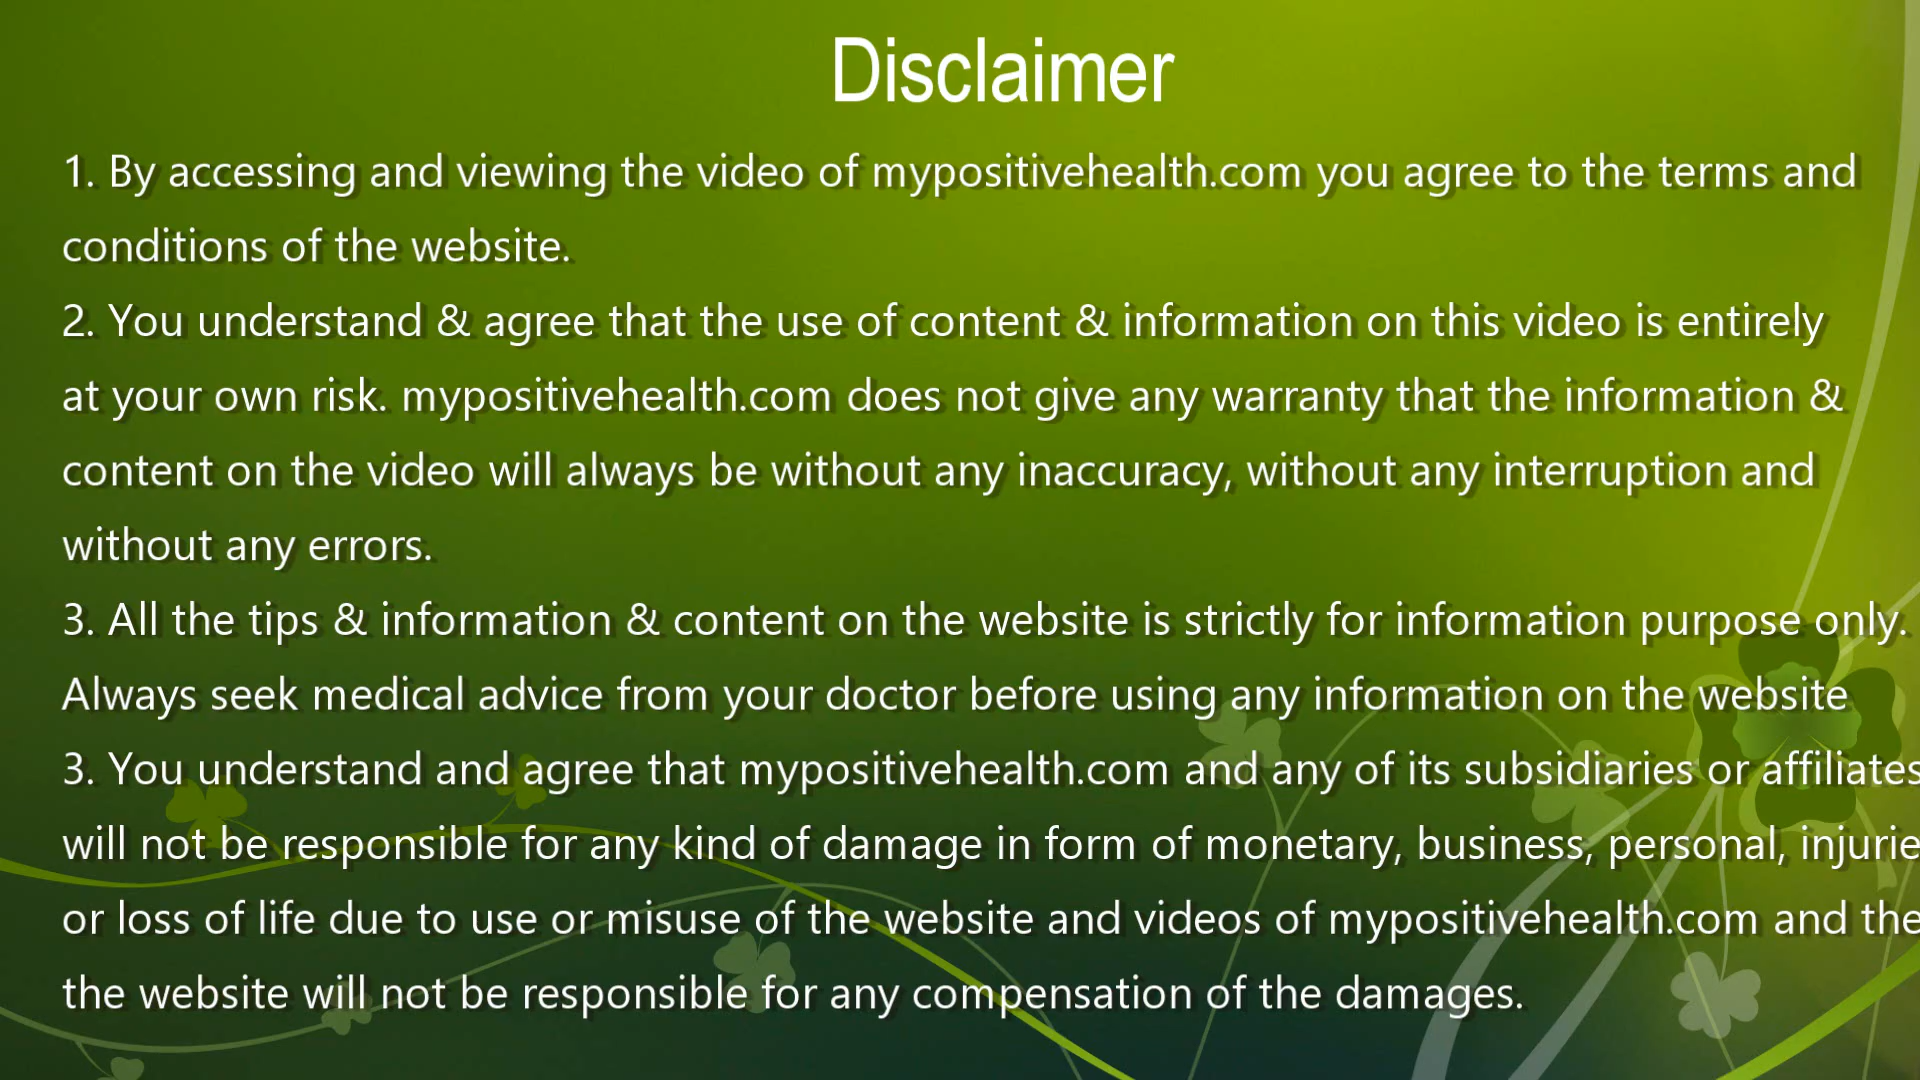 Disclaimer
1. By accessing and viewing the video of mypositivehealth.com you agree to the terms and
conditions of the website.
2. You understand & agree that the use of content & information on this video is entirely
at your own risk. mypositivehealth.com does not give any warranty that the information &
content on the video will always be without any inaccuracy, without any interruption and
without any errors.
3. All the tips & information & content on the website is strictly for information purpose only.
Always seek medical advice from your doctor before using any information on the website
3. You understand and agree that mypositivehealth.com and any of its subsidiaries or affiliates
will not be responsible for any kind of damage in form of monetary, business, personal, injurie
or loss of life due to use or misuse of the website and videos of mypositivehealth.com and the
the website will not be responsible for any compensation of the damages.